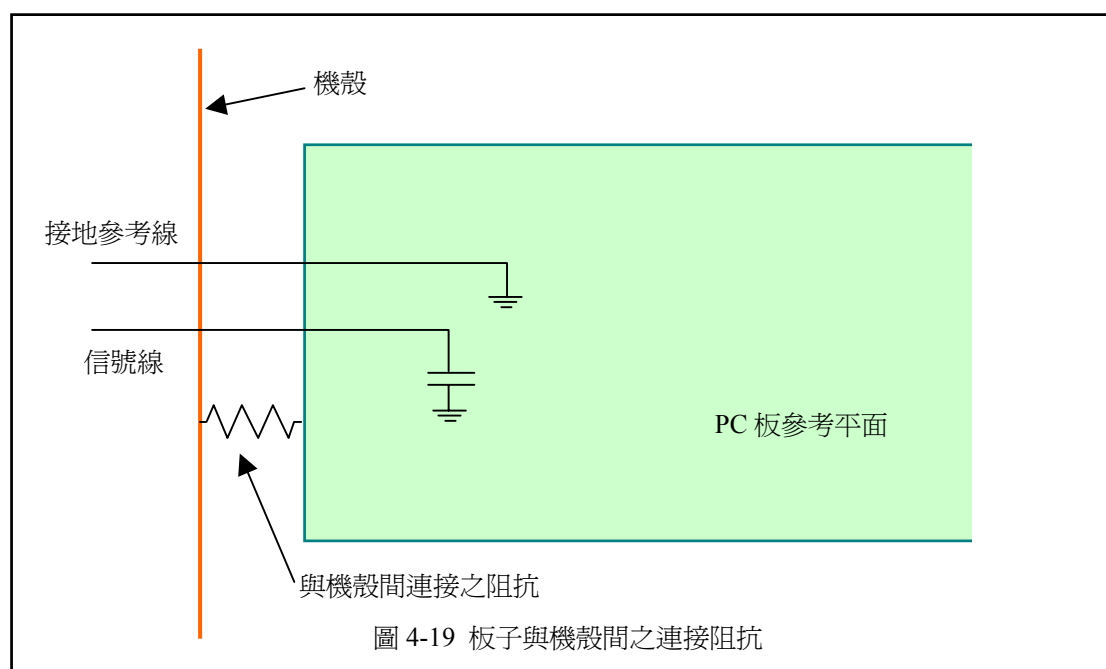 機殼
接地參考線
信號線
PC 板參考平面
與機殼間連接之阻抗
圖 4-19 板子與機殼間之連接阻抗